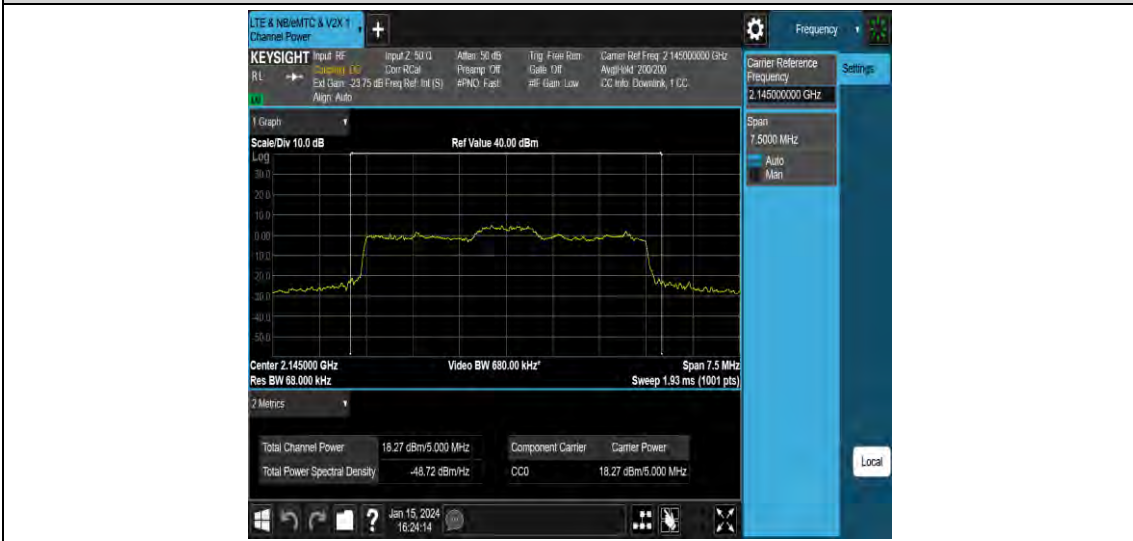 LTE & NB/eMTC & V2X 1
Channel Power
+
Frequency
KEYSIGHT
RL
Input: RF
Coupling: DC
Ext Gain: -23.75 dB
Align: Auto
Input Z: 50 Ω
Corr RCal
Freq Ref: Int (S)
Atten: 50 dB
Preamp: Off
#PNO: Fast
Trig: Free Run
Gate: Off
#IF Gain: Low
Carrier Ref Freq: 2.145000000 GHz
Avg|Hold: 200/200
CC Info: Downlink, 1 CC
Carrier Reference
Frequency
2.145000000 GHz
Settings
Span
7.5000 MHz
Auto
Man
1 Graph
Scale/Div 10.0 dB
Ref Value 40.00 dBm
Log
30.0
20.0
10.0
0.00
-10.0
-20.0
-30.0
-40.0
-50.0
Center 2.145000 GHz
Video BW 680.00 kHz*
Span 7.5 MHz
Res BW 68.000 kHz
Sweep 1.93 ms (1001 pts)
2 Metrics
Total Channel Power 18.27 dBm/5.000 MHz
Total Power Spectral Density -48.72 dBm/Hz
Component Carrier Carrier Power
CC0 18.27 dBm/5.000 MHz
Local
?
Jan 15, 2024
16:24:14